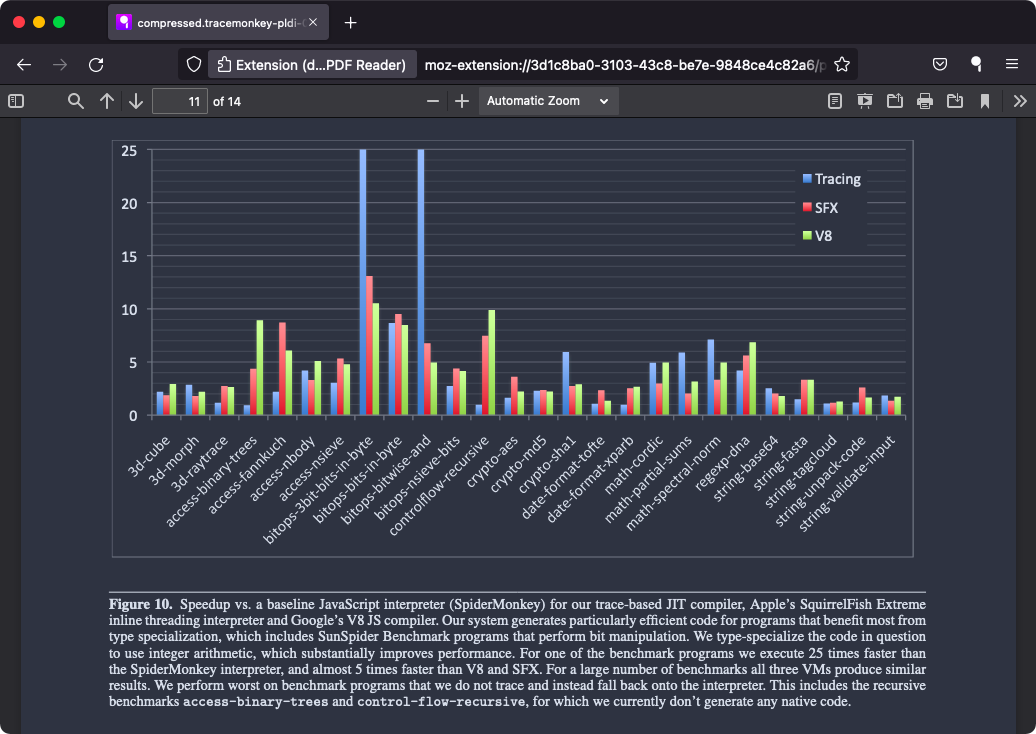 compressed.tracemonkey-pldi-
Extension (d...PDF Reader)
moz-extension://3d1c8ba0-3103-43c8-be7e-9848ce4c82a6/p
11 of 14
Automatic Zoom
25
20
15
10
5
0
Tracing
SFX
V8
3d-cube
3d-morph
3d-raytrace
access-binary-trees
access-fannkuch
access-nbody
access-nsieve
bitops-3bit-bits-in-byte
bitops-bits-in-byte
bitops-bitwise-and
bitops-nsieve-bits
controlflow-recursive
crypto-aes
crypto-md5
crypto-sha1
date-format-tofte
date-format-xparb
math-cordic
math-partial-sums
math-spectral-norm
regexp-dna
string-base64
string-fasta
string-tagcloud
string-unpack-code
string-validate-input
Figure 10. Speedup vs. a baseline JavaScript interpreter (SpiderMonkey) for our trace-based JIT compiler, Apple's SquirrelFish Extreme
inline threading interpreter and Google's V8 JS compiler. Our system generates particularly efficient code for programs that benefit most from
type specialization, which includes SunSpider Benchmark programs that perform bit manipulation. We type-specialize the code in question
to use integer arithmetic, which substantially improves performance. For one of the benchmark programs we execute 25 times faster than
the SpiderMonkey interpreter, and almost 5 times faster than V8 and SFX. For a large number of benchmarks all three VMs produce similar
results. We perform worst on benchmark programs that we do not trace and instead fall back onto the interpreter. This includes the recursive
benchmarks access-binary-trees and control-flow-recursive, for which we currently don't generate any native code.